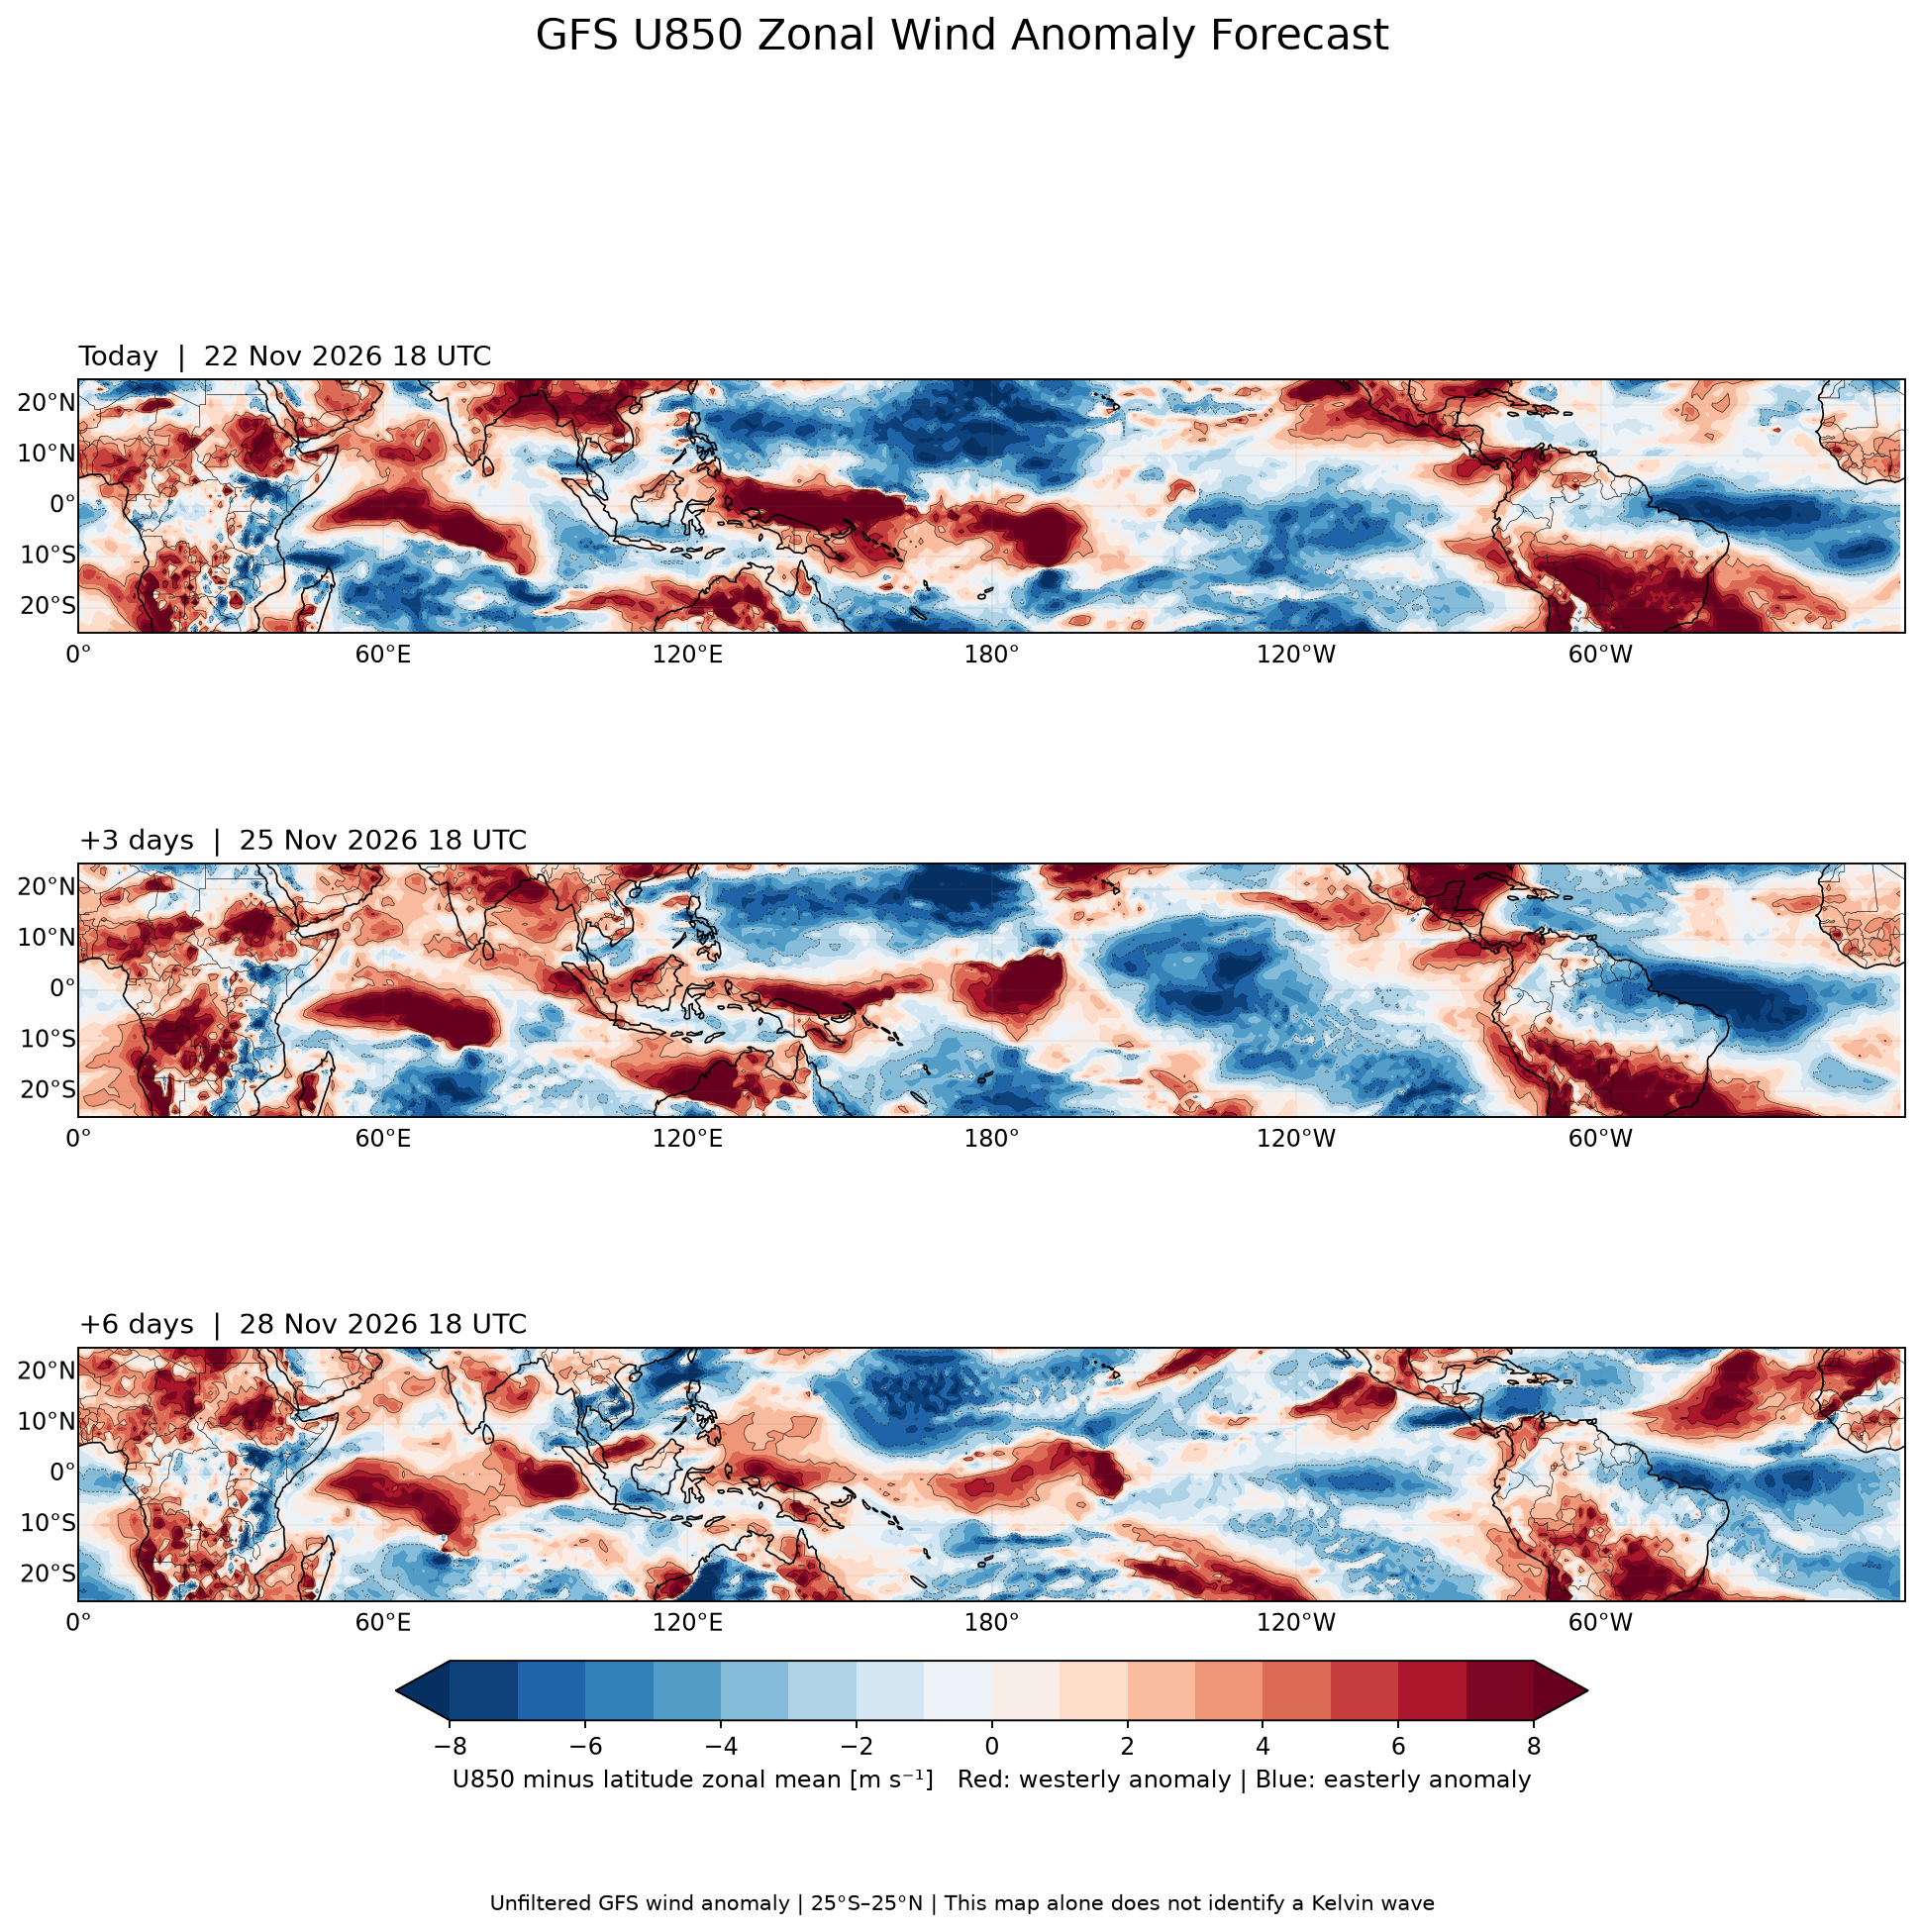 GFS U850 Zonal Wind Anomaly Forecast
Today | 22 Nov 2026 18 UTC
20°N
10°N
0°
10°S
20°S
0° 60°E 120°E 180° 120°W 60°W
+3 days | 25 Nov 2026 18 UTC
20°N
10°N
0°
10°S
20°S
0° 60°E 120°E 180° 120°W 60°W
+6 days | 28 Nov 2026 18 UTC
20°N
10°N
0°
10°S
20°S
0° 60°E 120°E 180° 120°W 60°W
−8 −6 −4 −2 0 2 4 6 8
U850 minus latitude zonal mean [m s⁻¹] Red: westerly anomaly | Blue: easterly anomaly
Unfiltered GFS wind anomaly | 25°S–25°N | This map alone does not identify a Kelvin wave